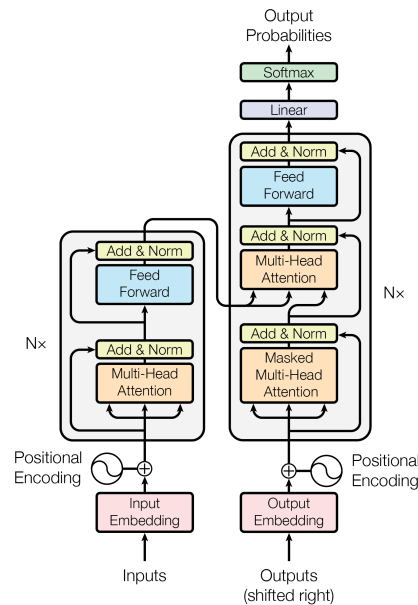 Output
Probabilities
Softmax
Linear
Add & Norm
Feed
Forward
Add & Norm
Multi-Head
Attention
Add & Norm
Masked
Multi-Head
Attention
N×
Add & Norm
Feed
Forward
Add & Norm
Multi-Head
Attention
N×
Positional
Encoding
Positional
Encoding
Input
Embedding
Output
Embedding
Inputs
Outputs
(shifted right)